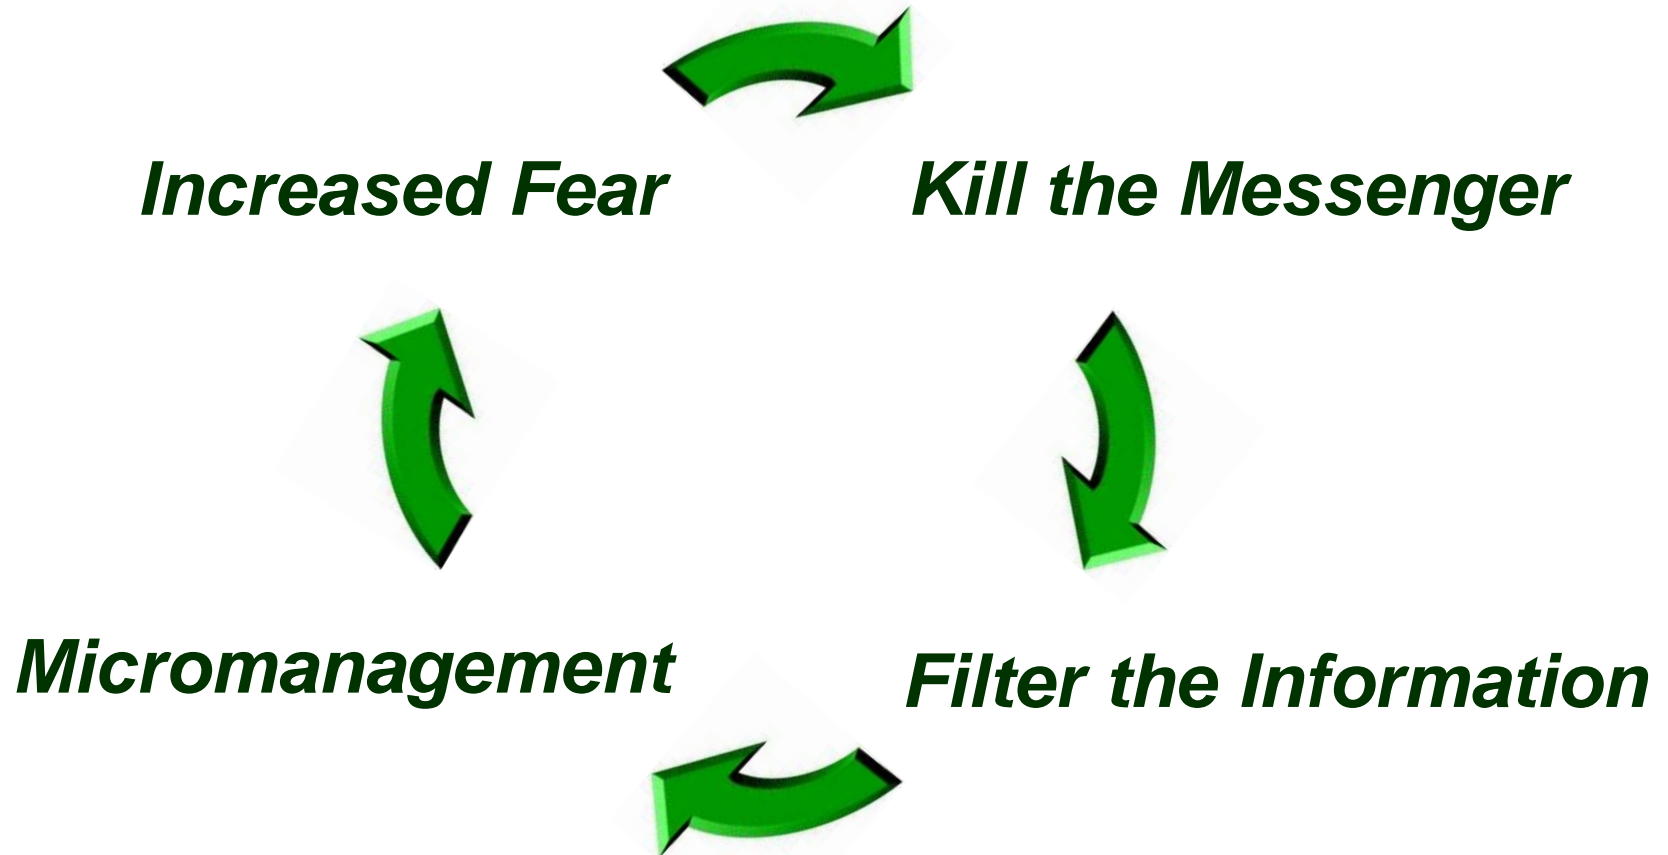 Increased Fear
Kill the Messenger
Micromanagement
Filter the Information